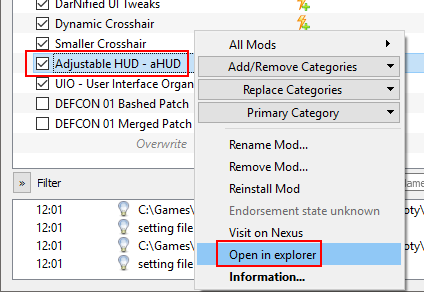 DarNified UI Tweaks
Dynamic Crosshair
Smaller Crosshair
Adjustable HUD - aHUD
UIO - User Interface Organ
DEFCON 01 Bashed Patch
DEFCON 01 Merged Patch
Overwrite
All Mods
Add/Remove Categories
Replace Categories
Primary Category
Rename Mod...
Remove Mod...
Reinstall Mod
Endorsement state unknown
Visit on Nexus
Open in explorer
Information...
» Filter
12:01 C:\Games\
12:01 setting file
12:01 C:\Games\
12:01 setting file